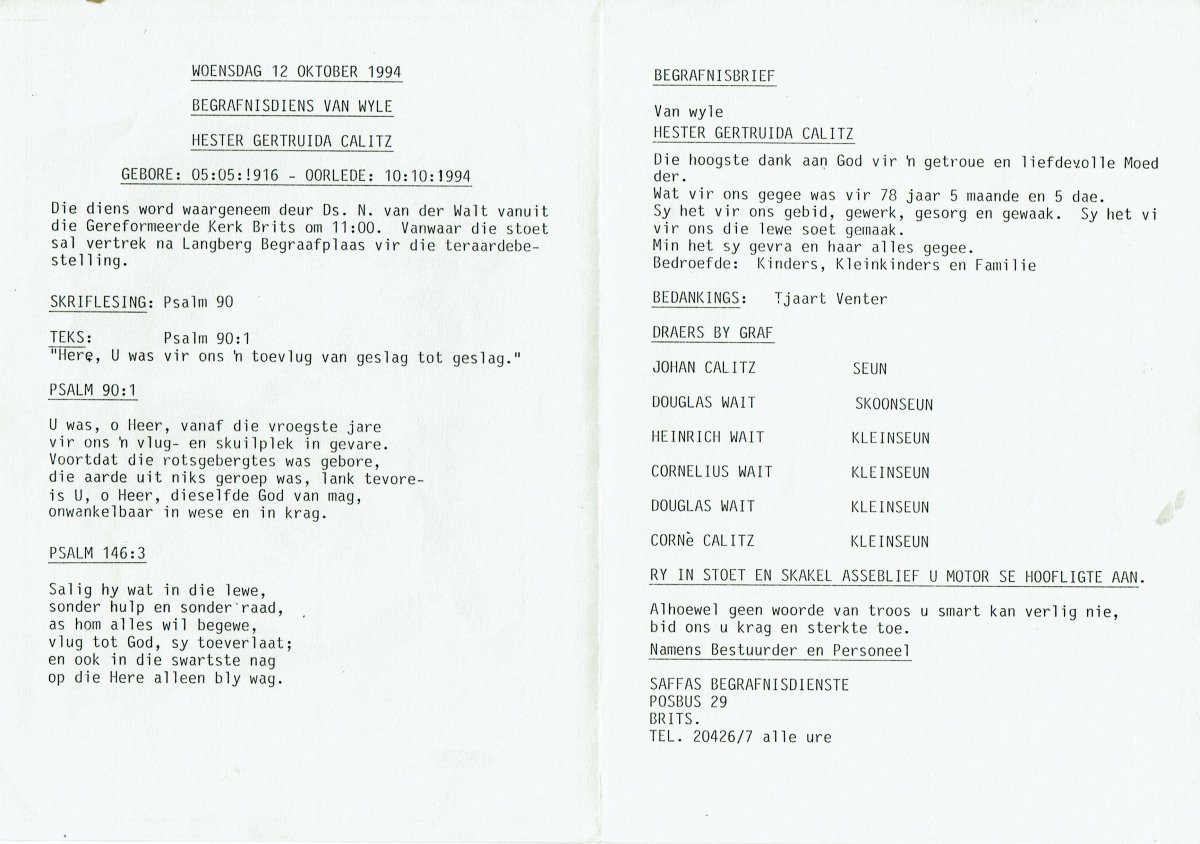 WOENSDAG 12 OKTOBER 1994
BEGRAFNISDIENS VAN WYLE
HESTER GERTRUIDA CALITZ
GEBORE: 05:05:!916 - OORLEDE: 10:10:1994
Die diens word waargeneem deur Ds. N. van der Walt vanuit
die Gereformeerde Kerk Brits om 11:00. Vanwaar die stoet
sal vertrek na Langberg Begraafplaas vir die teraardebe-
stelling.
SKRIFLESING: Psalm 90
TEKS: Psalm 90:1
"Here, U was vir ons 'n toevlug van geslag tot geslag."
PSALM 90:1
U was, o Heer, vanaf die vroegste jare
vir ons 'n vlug- en skuilplek in gevare.
Voortdat die rotsgebergtes was gebore,
die aarde uit niks geroep was, lank tevore-
is U, o Heer, dieselfde God van mag,
onwankelbaar in wese en in krag.
PSALM 146:3
Salig hy wat in die lewe,
sonder hulp en sonder raad,
as hom alles wil begewe,
vlug tot God, sy toeverlaat;
en ook in die swartste nag
op die Here alleen bly wag.
BEGRAFNISBRIEF
Van wyle
HESTER GERTRUIDA CALITZ
Die hoogste dank aan God vir 'n getroue en liefdevolle Moed
der.
Wat vir ons gegee was vir 78 jaar 5 maande en 5 dae.
Sy het vir ons gebid, gewerk, gesorg en gewaak. Sy het vi
vir ons die lewe soet gemaak.
Min het sy gevra en haar alles gegee.
Bedroefde: Kinders, Kleinkinders en Familie
BEDANKINGS: Tjaart Venter
DRAERS BY GRAF
JOHAN CALITZ SEUN
DOUGLAS WAIT SKOONSEUN
HEINRICH WAIT KLEINSEUN
CORNELIUS WAIT KLEINSEUN
DOUGLAS WAIT KLEINSEUN
CORNè CALITZ KLEINSEUN
RY IN STOET EN SKAKEL ASSEBLIEF U MOTOR SE HOOFLIGTE AAN.
Alhoewel geen woorde van troos u smart kan verlig nie,
bid ons u krag en sterkte toe.
Namens Bestuurder en Personeel
SAFFAS BEGRAFNISDIENSTE
POSBUS 29
BRITS.
TEL. 20426/7 alle ure